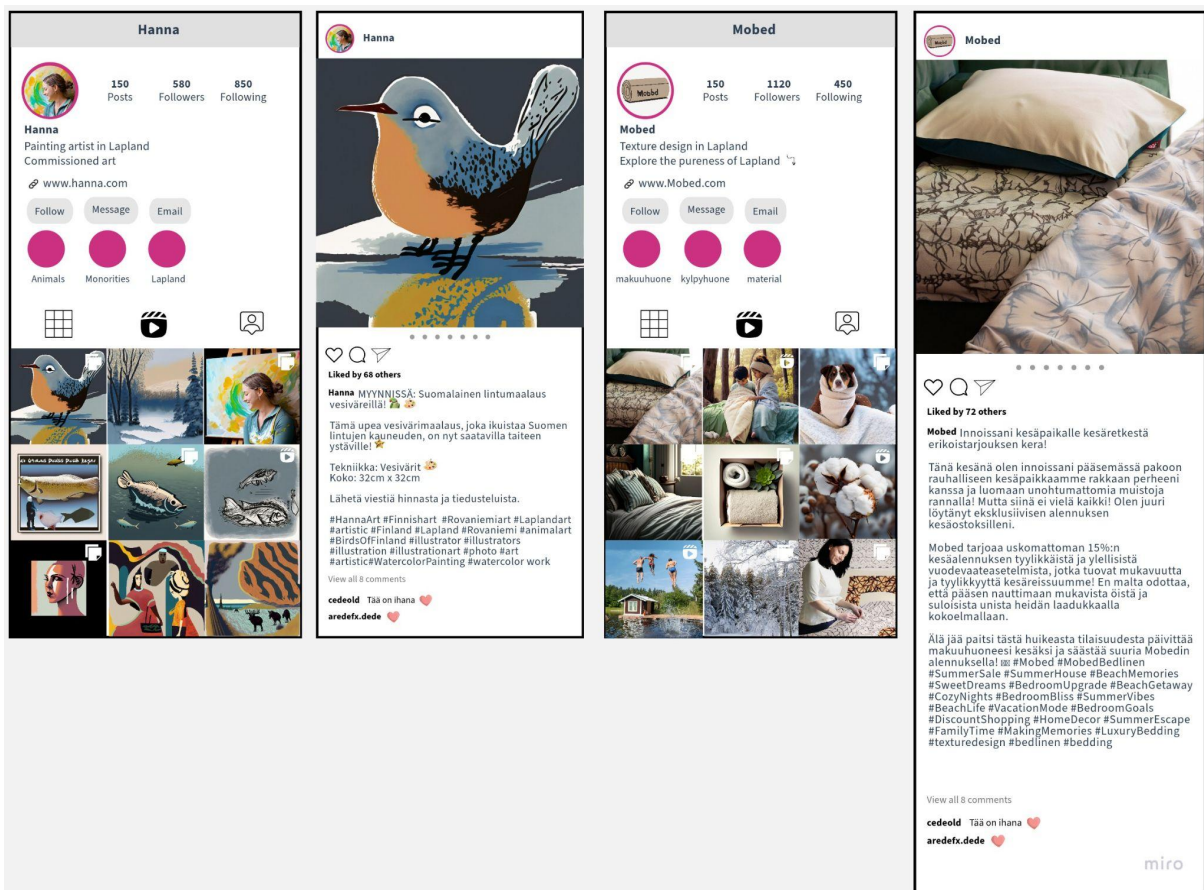 Hanna
150 580 850
Posts Followers Following
Hanna
Painting artist in Lapland
Commissioned art
www.hanna.com
Follow Message Email
Animals Monorities Lapland
Hanna
Liked by 68 others
Hanna MYYNNISSÄ: Suomalainen lintumaalaus
vesiväreillä!
Tämä upea vesivärimaalaus, joka ikuistaa Suomen
lintujen kauneuden, on nyt saatavilla taiteen
ystäville!
Tekniikka: Vesivärit
Koko: 32cm x 32cm
Lähetä viestiä hinnasta ja tiedusteluista.
#HannaArt #Finnishart #Rovaniemiart #Laplandart
#artistic #Finland #Lapland #Rovaniemi #animalart
#BirdsOfFinland #illustrator #illustrators
#illustration #illustrationart #photo #art
#artistic#WatercolorPainting #watercolor work
View all 8 comments
cedeold Tää on ihana
aredefx.dede
Mobed
Mobed
150 1120 450
Posts Followers Following
Mobed
Texture design in Lapland
Explore the pureness of Lapland
www.Mobed.com
Follow Message Email
makuuhuone kylpyhuone material
Mobed
Liked by 72 others
Mobed Innoissani kesäpaikalle kesäretkestä
erikoistarjouksen kera!
Tänä kesänä olen innoissani pääsemässä pakoon
rauhalliseen kesäpaikkaamme rakkaan perheeni
kanssa ja luomaan unohtumattomia muistoja
rannalla! Mutta siinä ei vielä kaikki! Olen juuri
löytänyt eksklusiivisen alennuksen
kesäostoksilleni.
Mobed tarjoaa uskomattoman 15%:n
kesäalennuksen tyylikkäistä ja ylellisistä
vuodevaateasetelmista, jotka tuovat mukavuutta
ja tyylikkyyttä kesäreissuumme! En malta odottaa,
että pääsen nauttimaan mukavista öistä ja
suloisista unista heidän laadukkaalla
kokoelmallaan.
Älä jää paitsi tästä huikeasta tilaisuudesta päivittää
makuuhuoneesi kesäksi ja säästää suuria Mobedin
alennuksella! #Mobed #MobedBedlinen
#SummerSale #SummerHouse #BeachMemories
#SweetDreams #BedroomUpgrade #BeachGetaway
#CozyNights #BedroomBliss #SummerVibes
#BeachLife #VacationMode #BedroomGoals
#DiscountShopping #HomeDecor #SummerEscape
#FamilyTime #MakingMemories #LuxuryBedding
#texturedesign #bedlinen #bedding
View all 8 comments
cedeold Tää on ihana
aredefx.dede
miro